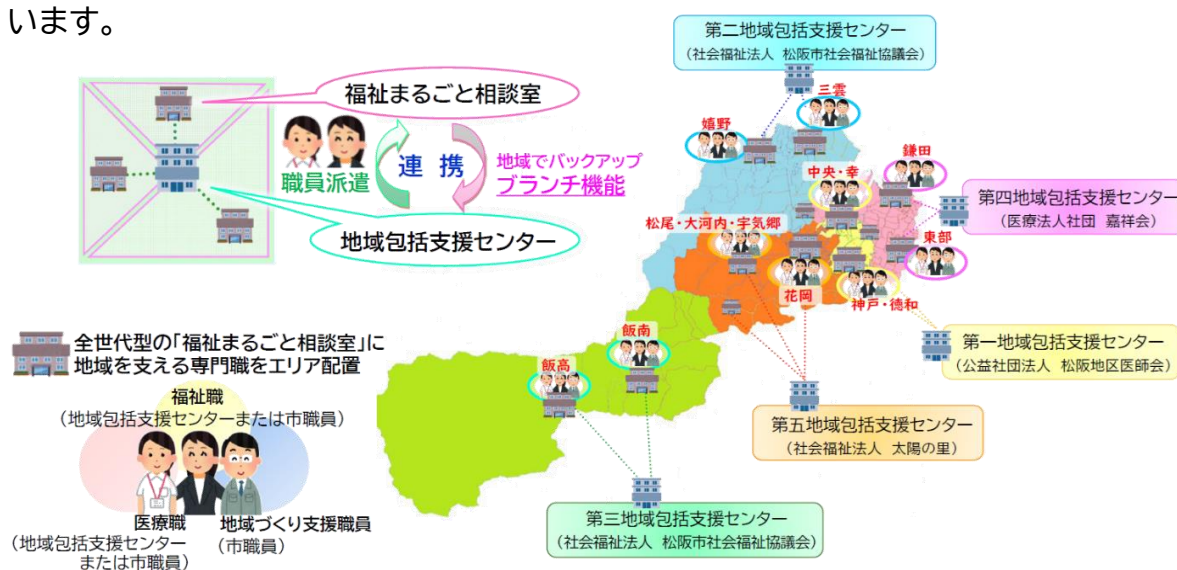 います。
福祉まるごと相談室
職員派遣
連携
地域でバックアップ
ブランチ機能
地域包括支援センター
全世代型の「福祉まるごと相談室」に
地域を支える専門職をエリア配置
福祉職
（地域包括支援センターまたは市職員）
医療職
（地域包括支援センター
または市職員）
地域づくり支援職員
（市職員）
第二地域包括支援センター
（社会福祉法人 松阪市社会福祉協議会）
三雲
嬉野
鎌田
中央・幸
第四地域包括支援センター
（医療法人社団 嘉祥会）
松尾・大河内・宇気郷
東部
花岡
神戸・徳和
飯南
飯高
第一地域包括支援センター
（公益社団法人 松阪地区医師会）
第五地域包括支援センター
（社会福祉法人 太陽の里）
第三地域包括支援センター
（社会福祉法人 松阪市社会福祉協議会）